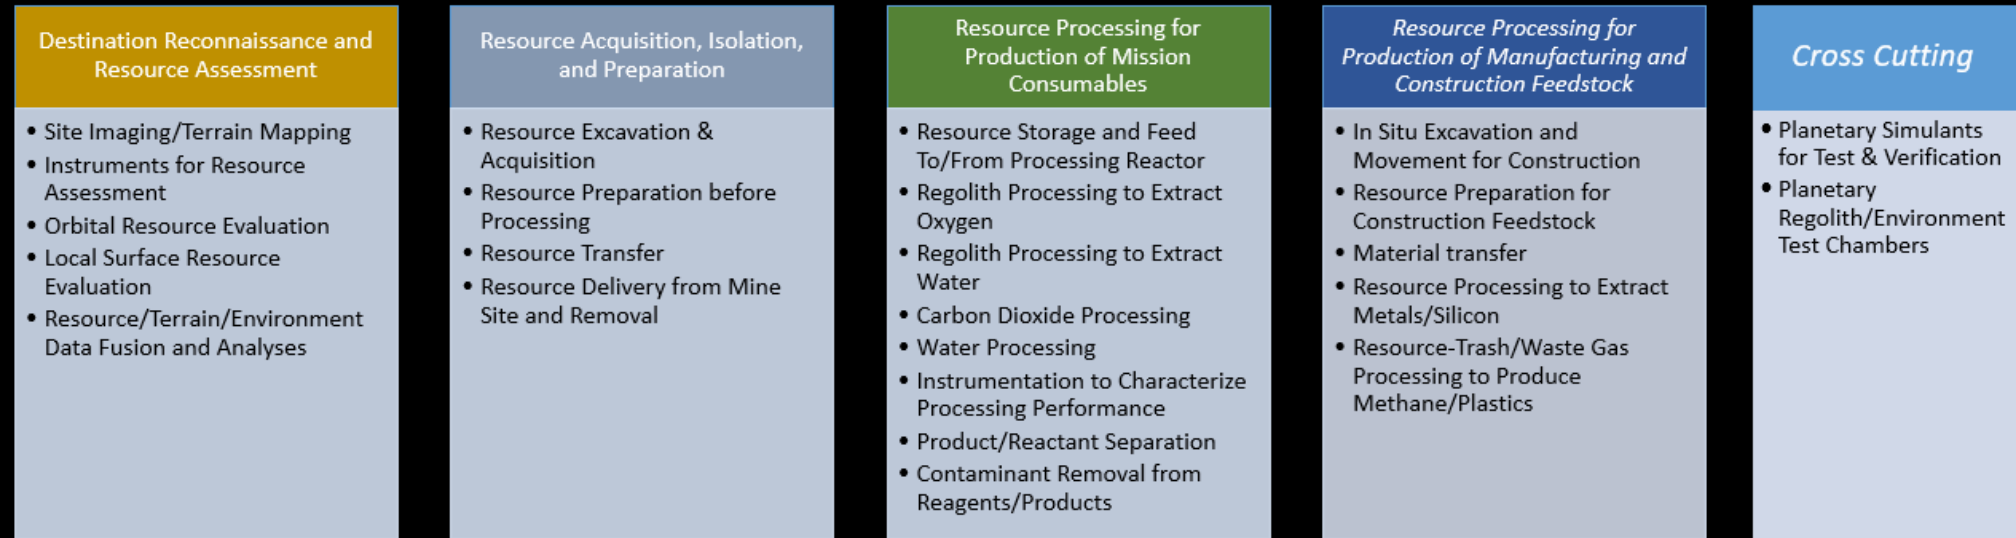 Destination Reconnaissance and
Resource Assessment
• Site Imaging/Terrain Mapping
• Instruments for Resource
Assessment
• Orbital Resource Evaluation
• Local Surface Resource
Evaluation
• Resource/Terrain/Environment
Data Fusion and Analyses
Resource Acquisition, Isolation,
and Preparation
• Resource Excavation &
Acquisition
• Resource Preparation before
Processing
• Resource Transfer
• Resource Delivery from Mine
Site and Removal
Resource Processing for
Production of Mission
Consumables
• Resource Storage and Feed
To/From Processing Reactor
• Regolith Processing to Extract
Oxygen
• Regolith Processing to Extract
Water
• Carbon Dioxide Processing
• Water Processing
• Instrumentation to Characterize
Processing Performance
• Product/Reactant Separation
• Contaminant Removal from
Reagents/Products
Resource Processing for
Production of Manufacturing and
Construction Feedstock
• In Situ Excavation and
Movement for Construction
• Resource Preparation for
Construction Feedstock
• Material transfer
• Resource Processing to Extract
Metals/Silicon
• Resource-Trash/Waste Gas
Processing to Produce
Methane/Plastics
Cross Cutting
• Planetary Simulants
for Test & Verification
• Planetary
Regolith/Environment
Test Chambers